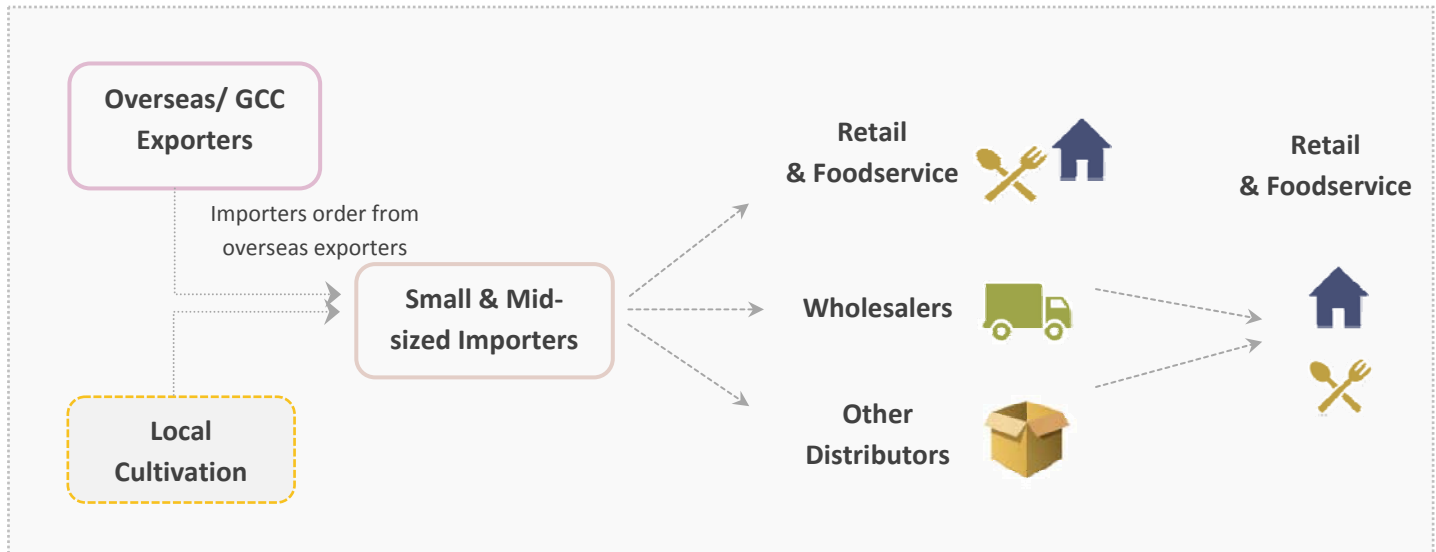 Overseas/ GCC
Exporters
Importers order from
overseas exporters
Small & Mid-
sized Importers
Local
Cultivation
Retail
& Foodservice
Wholesalers
Other
Distributors
Retail
& Foodservice